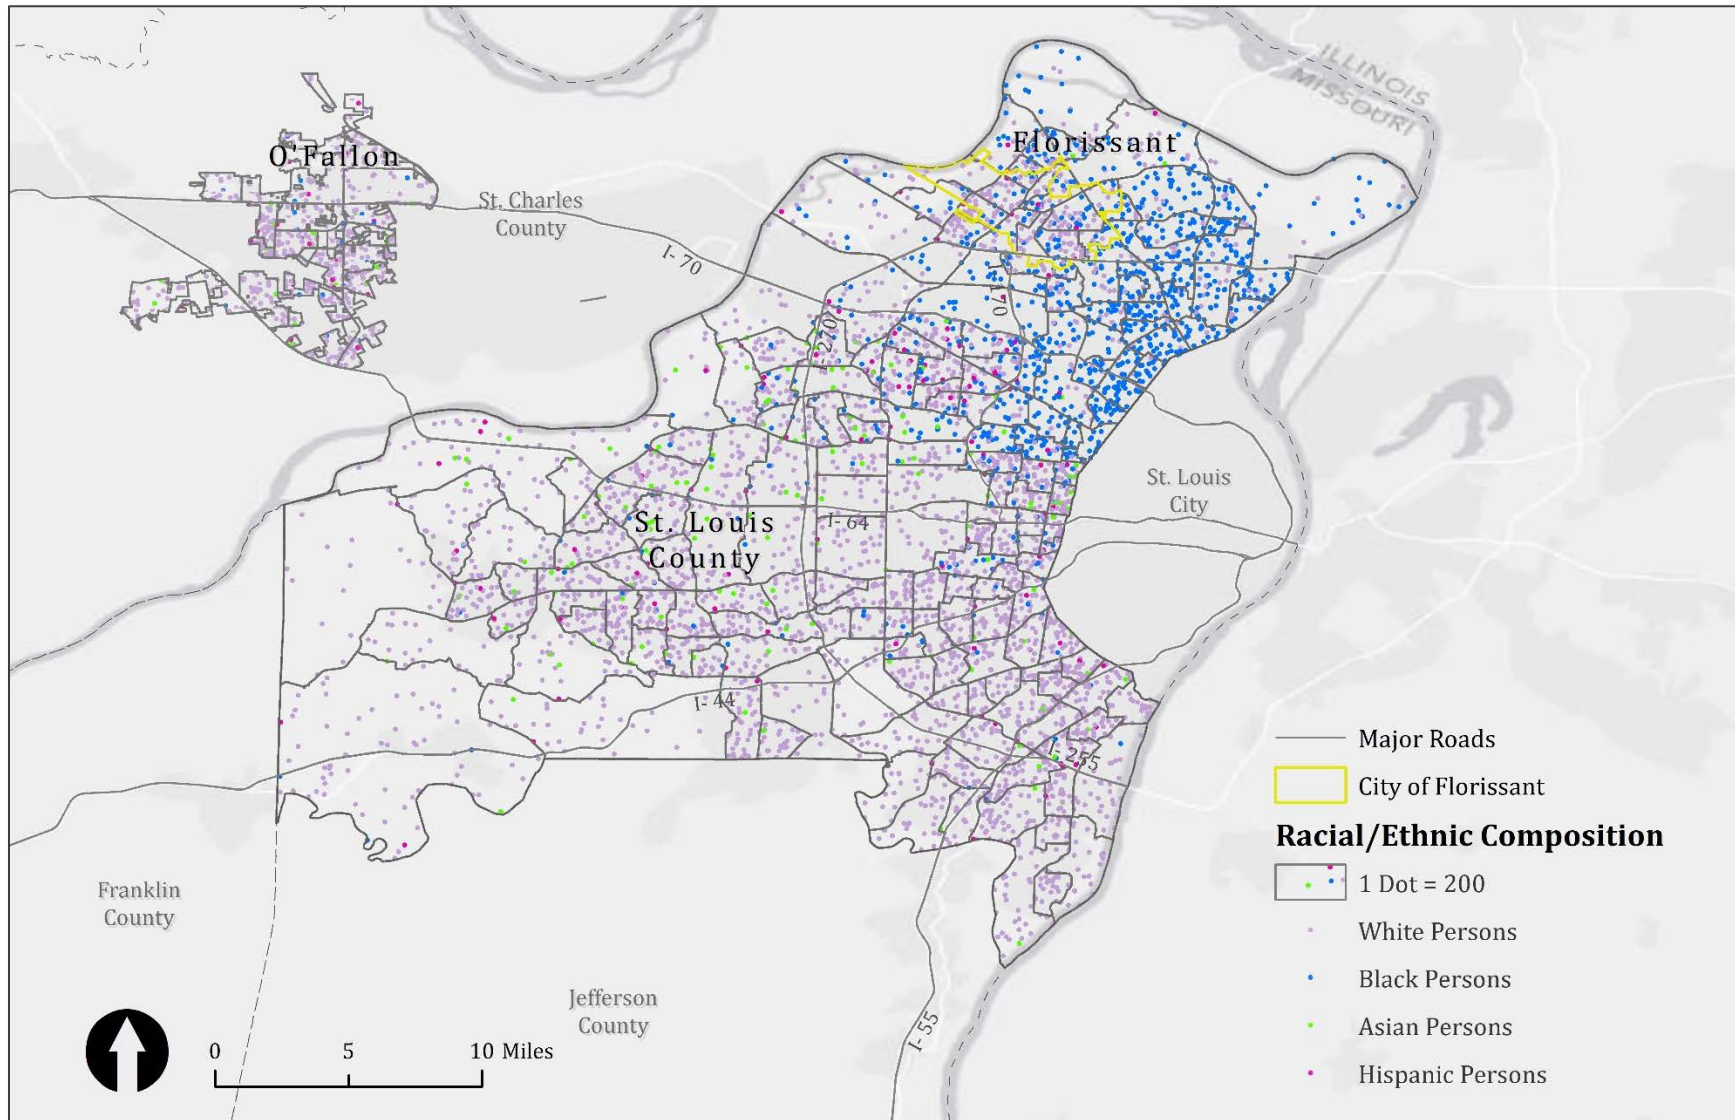 ILLINOIS
MISSOURI
O'Fallon
Florissant
St. Charles
County
I- 70
I- 270
I- 64
St. Louis
County
St. Louis
City
I- 44
I- 255
Major Roads
City of Florissant
Racial/Ethnic Composition
1 Dot = 200
White Persons
Black Persons
Asian Persons
Hispanic Persons
Franklin
County
Jefferson
County
I- 55
0 5 10 Miles